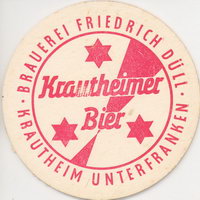 · BRAUEREI FRIEDRICH DÜLL ·
Krautheimer
Bier
KRAUTHEIM UNTERFRANKEN